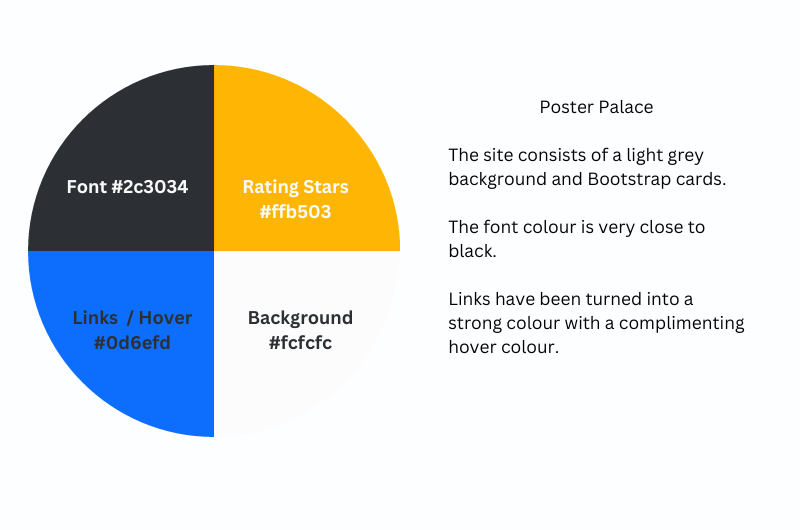 Font #2c3034
Rating Stars
#ffb503
Links / Hover
#0d6efd
Background
#fcfcfc
Poster Palace
The site consists of a light grey
background and Bootstrap cards.
The font colour is very close to
black.
Links have been turned into a
strong colour with a complimenting
hover colour.